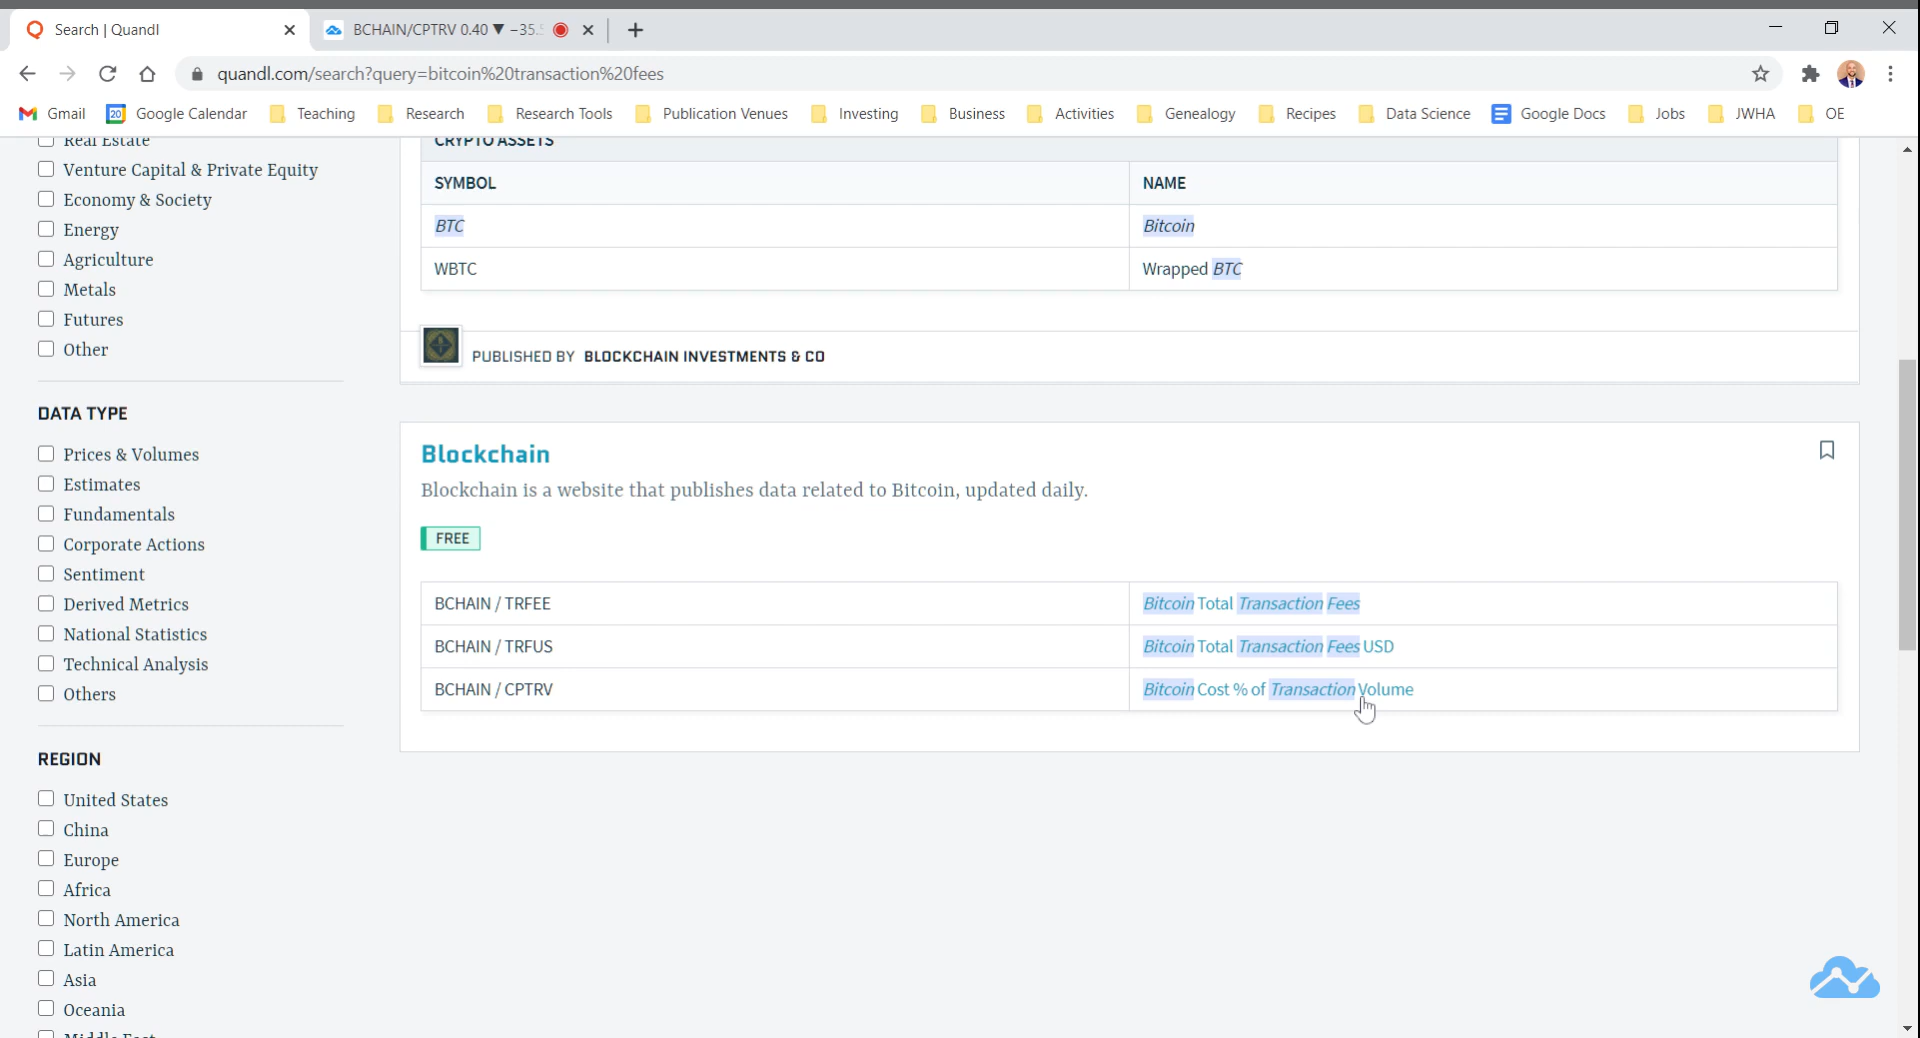 Search | Quandl
BCHAIN/CPTRV 0.40 ▼ −35.
quandl.com/search?query=bitcoin%20transaction%20fees
Gmail
20 Google Calendar
Teaching
Research
Research Tools
Publication Venues
Investing
Business
Activities
Genealogy
Recipes
Data Science
Google Docs
Jobs
JWHA
OE
Real Estate
Venture Capital & Private Equity
Economy & Society
Energy
Agriculture
Metals
Futures
Other
DATA TYPE
Prices & Volumes
Estimates
Fundamentals
Corporate Actions
Sentiment
Derived Metrics
National Statistics
Technical Analysis
Others
REGION
United States
China
Europe
Africa
North America
Latin America
Asia
Oceania
Middle East
CRYPTO ASSETS
SYMBOL NAME
BTC Bitcoin
WBTC Wrapped BTC
PUBLISHED BY BLOCKCHAIN INVESTMENTS & CO
Blockchain
Blockchain is a website that publishes data related to Bitcoin, updated daily.
FREE
BCHAIN / TRFEE Bitcoin Total Transaction Fees
BCHAIN / TRFUS Bitcoin Total Transaction Fees USD
BCHAIN / CPTRV Bitcoin Cost % of Transaction Volume